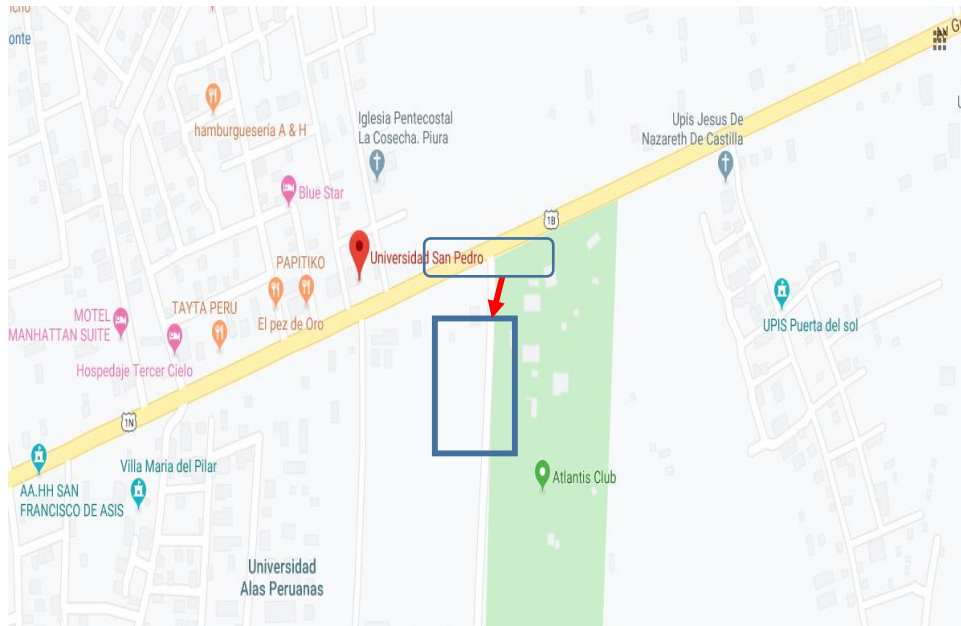 onte
Av G
hamburguesería A & H
Iglesia Pentecostal
La Cosecha. Piura
Upis Jesus De
Nazareth De Castilla
Blue Star
1B
Universidad San Pedro
PAPITIKO
TAYTA PERU
El pez de Oro
MOTEL
MANHATTAN SUITE
UPIS Puerta del sol
Hospedaje Tercer Cielo
1N
Villa Maria del Pilar
Atlantis Club
AA.HH SAN
FRANCISCO DE ASIS
Universidad
Alas Peruanas